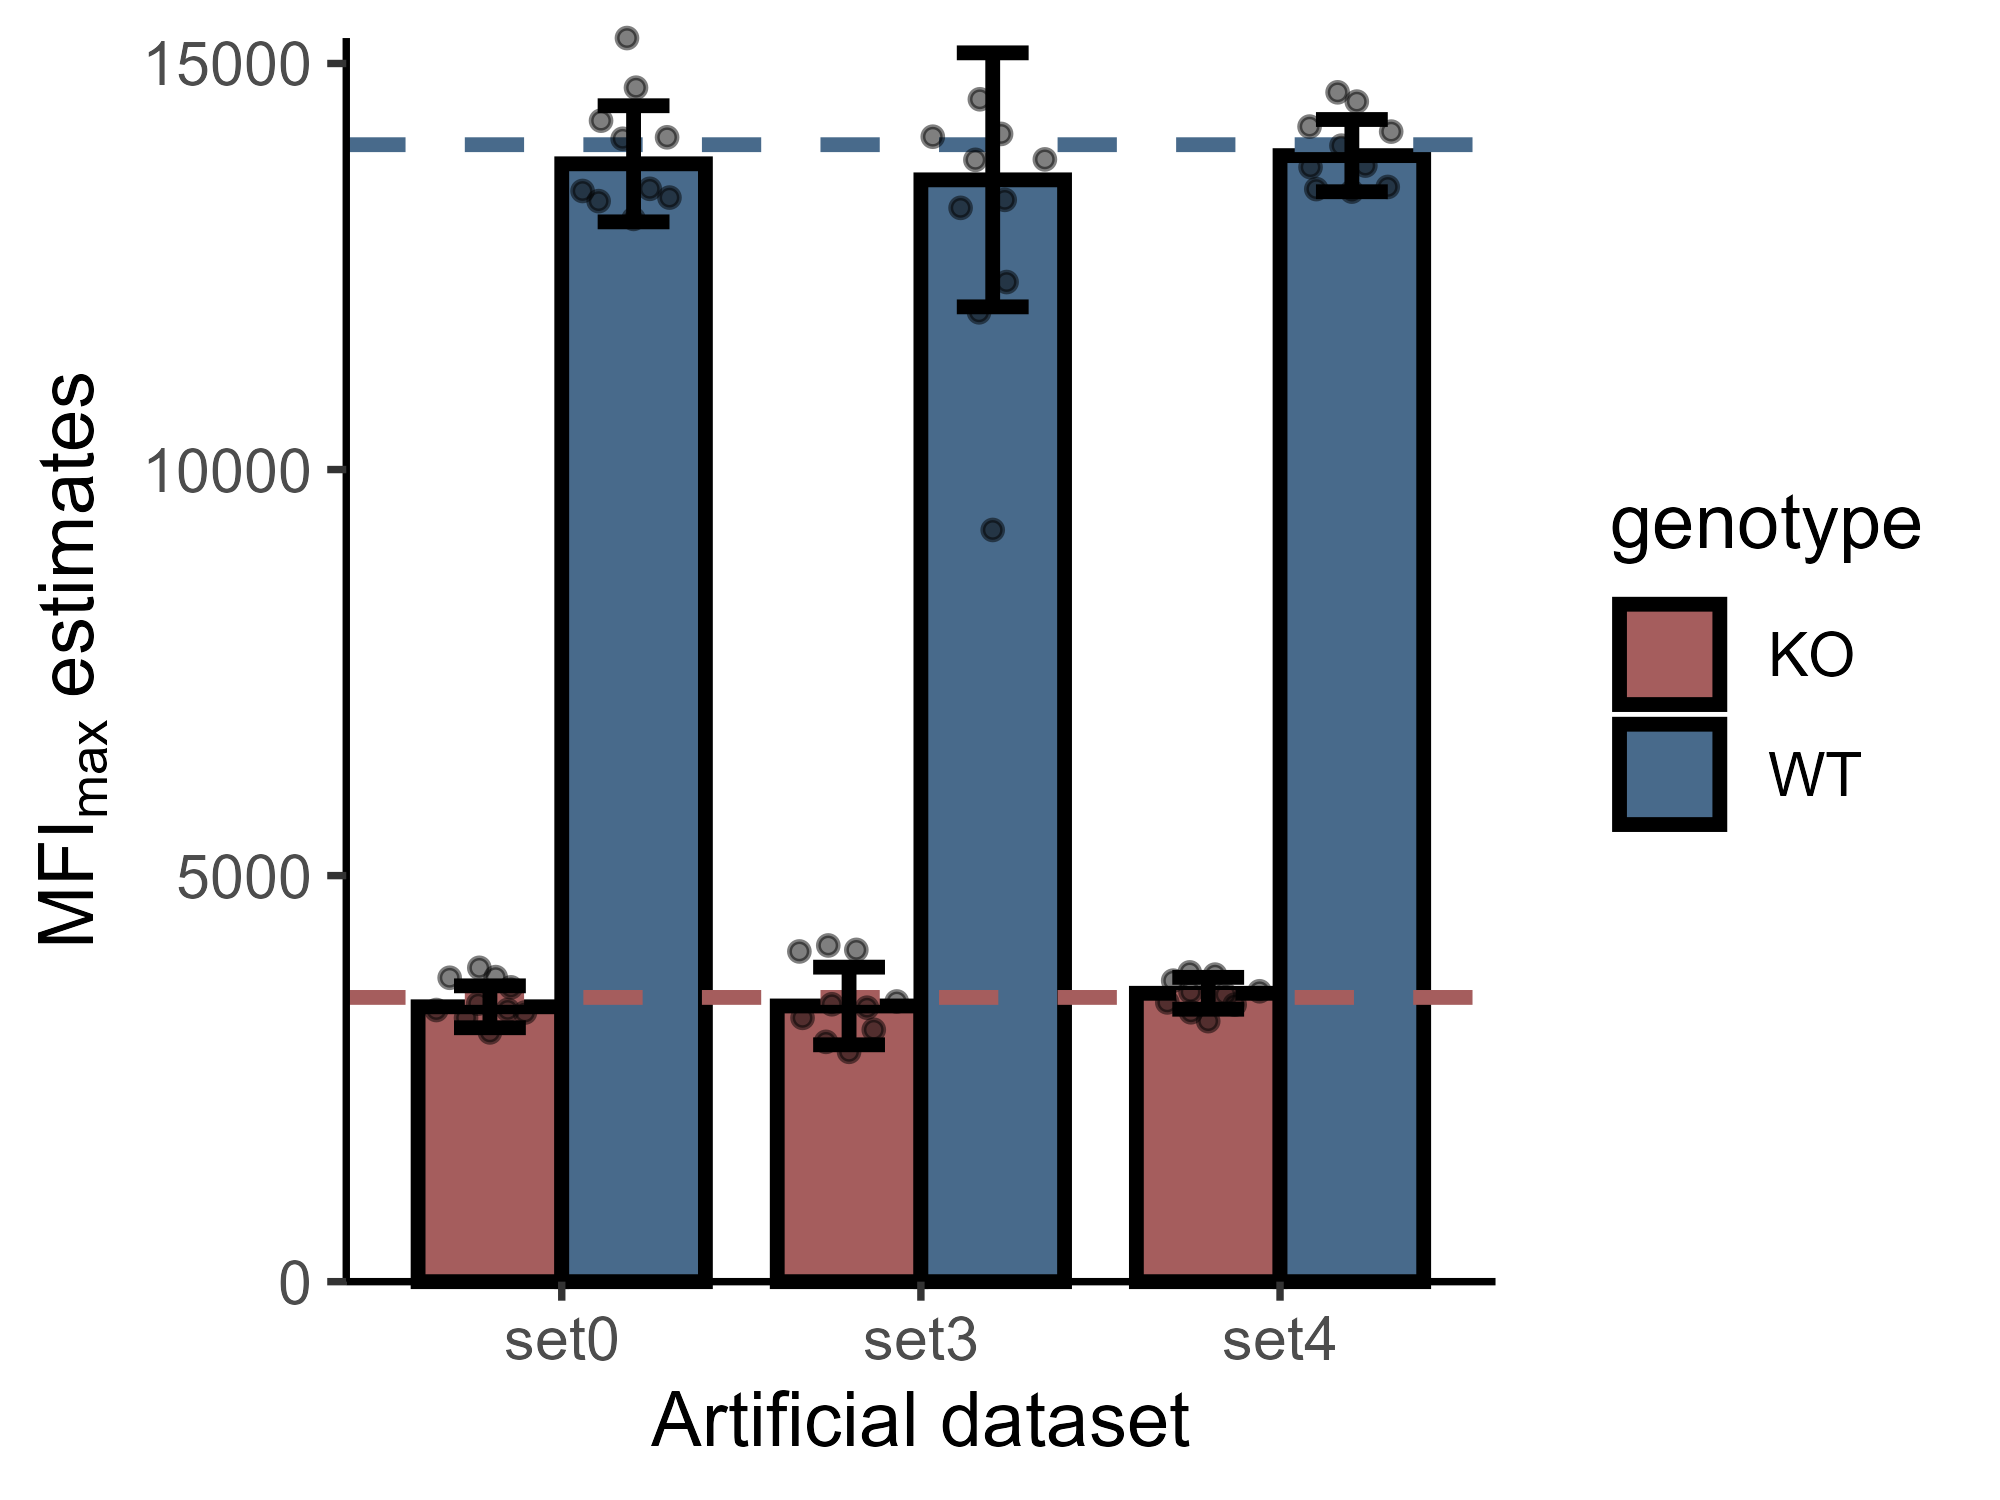 15000
10000
5000
0
MFImax estimates
set0 set3 set4
Artificial dataset
genotype
KO
WT